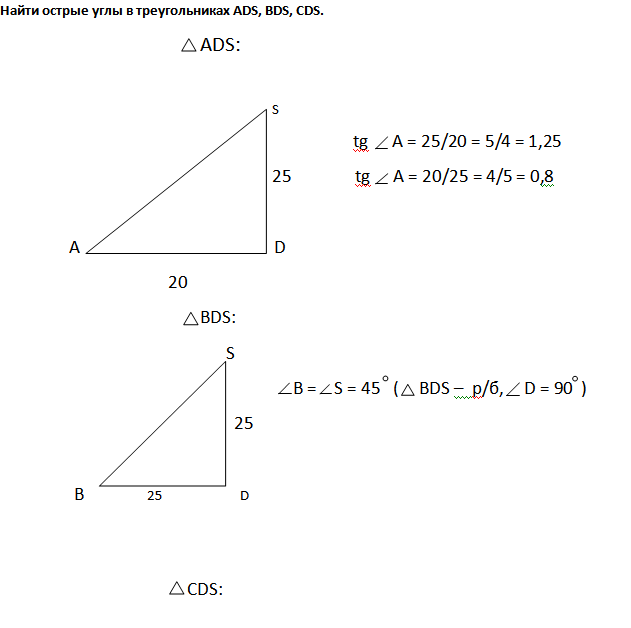 Найти острые углы в треугольниках ADS, BDS, CDS.
△ ADS:
S
tg ∠ A = 25/20 = 5/4 = 1,25
25
tg ∠ A = 20/25 = 4/5 = 0,8
A
D
20
△ BDS:
S
∠B = ∠S = 45° (△ BDS – р/б, ∠ D = 90°)
25
B
25
D
△ CDS: